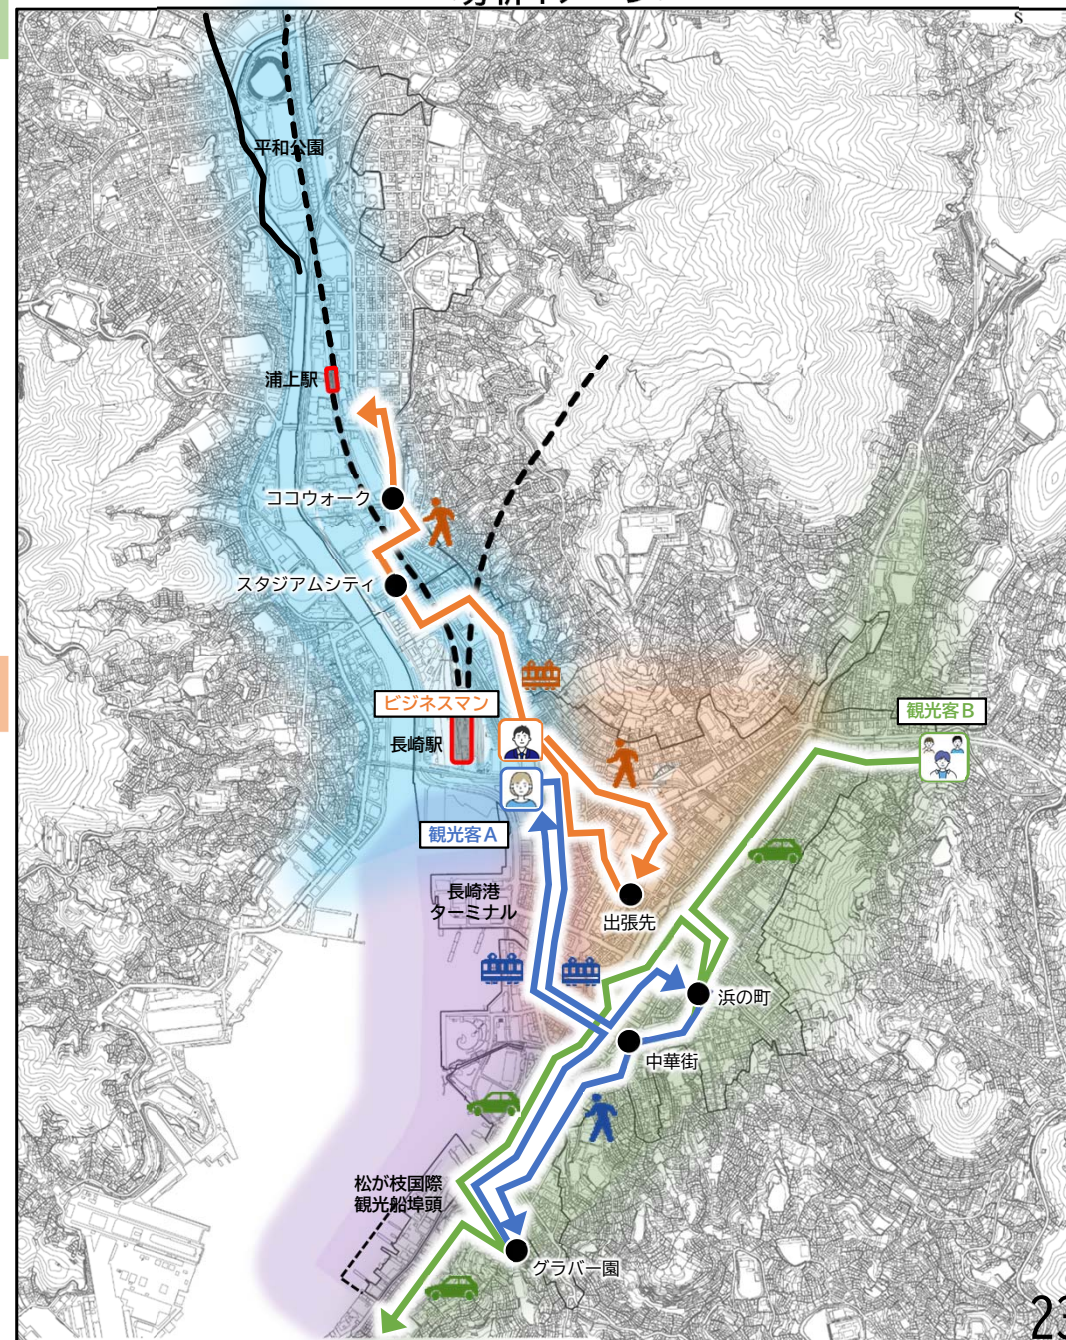 S
平和公園
浦上駅
ココウォーク
スタジアムシティ
ビジネスマン
観光客B
長崎駅
観光客A
長崎港
ターミナル
出張先
浜の町
中華街
松が枝国際
観光船埠頭
グラバー園